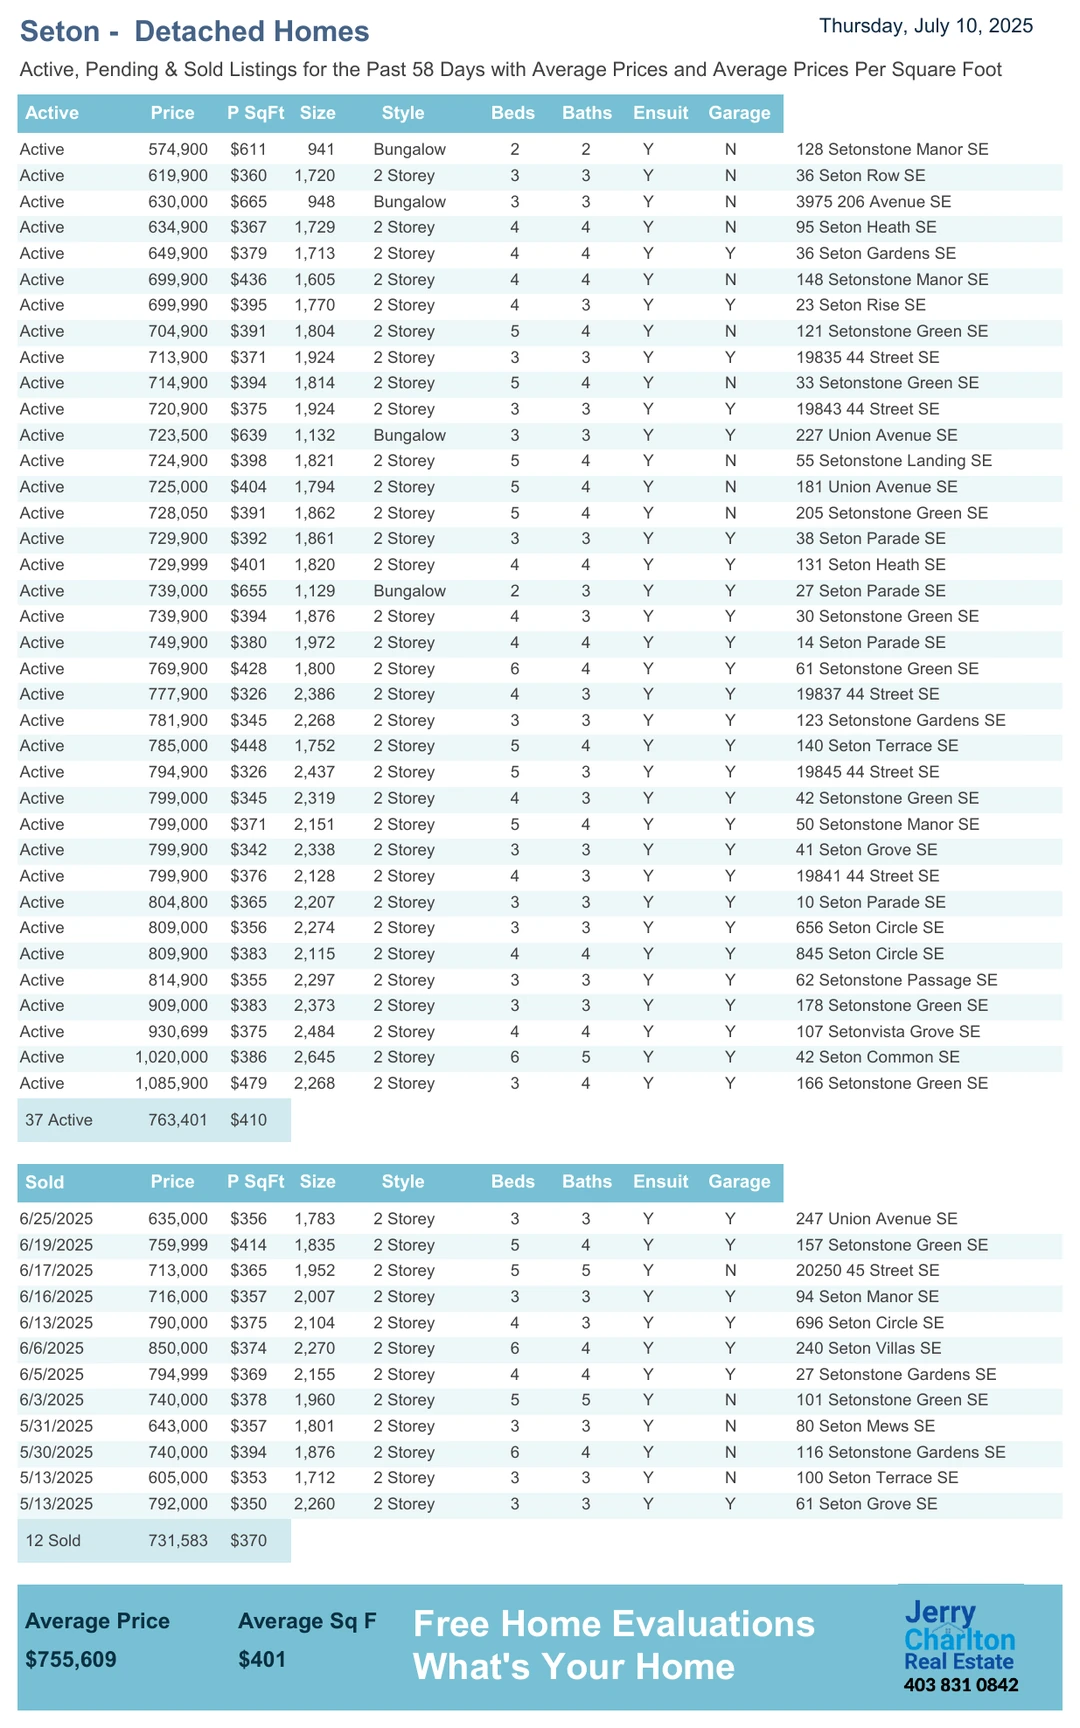 Seton -  Detached Homes
Thursday, July 10, 2025
Active, Pending & Sold Listings for the Past 58 Days with Average Prices and Average Prices Per Square Foot
Active Price P SqFt Size Style Beds Baths Ensuit Garage
Active 574,900 $611 941 Bungalow 2 2 Y N 128 Setonstone Manor SE
Active 619,900 $360 1,720 2 Storey 3 3 Y N 36 Seton Row SE
Active 630,000 $665 948 Bungalow 3 3 Y N 3975 206 Avenue SE
Active 634,900 $367 1,729 2 Storey 4 4 Y N 95 Seton Heath SE
Active 649,900 $379 1,713 2 Storey 4 4 Y Y 36 Seton Gardens SE
Active 699,900 $436 1,605 2 Storey 4 4 Y N 148 Setonstone Manor SE
Active 699,990 $395 1,770 2 Storey 4 3 Y Y 23 Seton Rise SE
Active 704,900 $391 1,804 2 Storey 5 4 Y N 121 Setonstone Green SE
Active 713,900 $371 1,924 2 Storey 3 3 Y Y 19835 44 Street SE
Active 714,900 $394 1,814 2 Storey 5 4 Y N 33 Setonstone Green SE
Active 720,900 $375 1,924 2 Storey 3 3 Y Y 19843 44 Street SE
Active 723,500 $639 1,132 Bungalow 3 3 Y Y 227 Union Avenue SE
Active 724,900 $398 1,821 2 Storey 5 4 Y N 55 Setonstone Landing SE
Active 725,000 $404 1,794 2 Storey 5 4 Y N 181 Union Avenue SE
Active 728,050 $391 1,862 2 Storey 5 4 Y N 205 Setonstone Green SE
Active 729,900 $392 1,861 2 Storey 3 3 Y Y 38 Seton Parade SE
Active 729,999 $401 1,820 2 Storey 4 4 Y Y 131 Seton Heath SE
Active 739,000 $655 1,129 Bungalow 2 3 Y Y 27 Seton Parade SE
Active 739,900 $394 1,876 2 Storey 4 3 Y Y 30 Setonstone Green SE
Active 749,900 $380 1,972 2 Storey 4 4 Y Y 14 Seton Parade SE
Active 769,900 $428 1,800 2 Storey 6 4 Y Y 61 Setonstone Green SE
Active 777,900 $326 2,386 2 Storey 4 3 Y Y 19837 44 Street SE
Active 781,900 $345 2,268 2 Storey 3 3 Y Y 123 Setonstone Gardens SE
Active 785,000 $448 1,752 2 Storey 5 4 Y Y 140 Seton Terrace SE
Active 794,900 $326 2,437 2 Storey 5 3 Y Y 19845 44 Street SE
Active 799,000 $345 2,319 2 Storey 4 3 Y Y 42 Setonstone Green SE
Active 799,000 $371 2,151 2 Storey 5 4 Y Y 50 Setonstone Manor SE
Active 799,900 $342 2,338 2 Storey 3 3 Y Y 41 Seton Grove SE
Active 799,900 $376 2,128 2 Storey 4 3 Y Y 19841 44 Street SE
Active 804,800 $365 2,207 2 Storey 3 3 Y Y 10 Seton Parade SE
Active 809,000 $356 2,274 2 Storey 3 3 Y Y 656 Seton Circle SE
Active 809,900 $383 2,115 2 Storey 4 4 Y Y 845 Seton Circle SE
Active 814,900 $355 2,297 2 Storey 3 3 Y Y 62 Setonstone Passage SE
Active 909,000 $383 2,373 2 Storey 3 3 Y Y 178 Setonstone Green SE
Active 930,699 $375 2,484 2 Storey 4 4 Y Y 107 Setonvista Grove SE
Active 1,020,000 $386 2,645 2 Storey 6 5 Y Y 42 Seton Common SE
Active 1,085,900 $479 2,268 2 Storey 3 4 Y Y 166 Setonstone Green SE
37 Active 763,401 $410
Sold Price P SqFt Size Style Beds Baths Ensuit Garage
6/25/2025 635,000 $356 1,783 2 Storey 3 3 Y Y 247 Union Avenue SE
6/19/2025 759,999 $414 1,835 2 Storey 5 4 Y Y 157 Setonstone Green SE
6/17/2025 713,000 $365 1,952 2 Storey 5 5 Y N 20250 45 Street SE
6/16/2025 716,000 $357 2,007 2 Storey 3 3 Y Y 94 Seton Manor SE
6/13/2025 790,000 $375 2,104 2 Storey 4 3 Y Y 696 Seton Circle SE
6/6/2025 850,000 $374 2,270 2 Storey 6 4 Y Y 240 Seton Villas SE
6/5/2025 794,999 $369 2,155 2 Storey 4 4 Y Y 27 Setonstone Gardens SE
6/3/2025 740,000 $378 1,960 2 Storey 5 5 Y N 101 Setonstone Green SE
5/31/2025 643,000 $357 1,801 2 Storey 3 3 Y N 80 Seton Mews SE
5/30/2025 740,000 $394 1,876 2 Storey 6 4 Y N 116 Setonstone Gardens SE
5/13/2025 605,000 $353 1,712 2 Storey 3 3 Y N 100 Seton Terrace SE
5/13/2025 792,000 $350 2,260 2 Storey 3 3 Y Y 61 Seton Grove SE
12 Sold 731,583 $370
Average Price Average Sq F
$755,609 $401
Free Home Evaluations
What's Your Home
Jerry
Charlton
Real Estate
403 831 0842